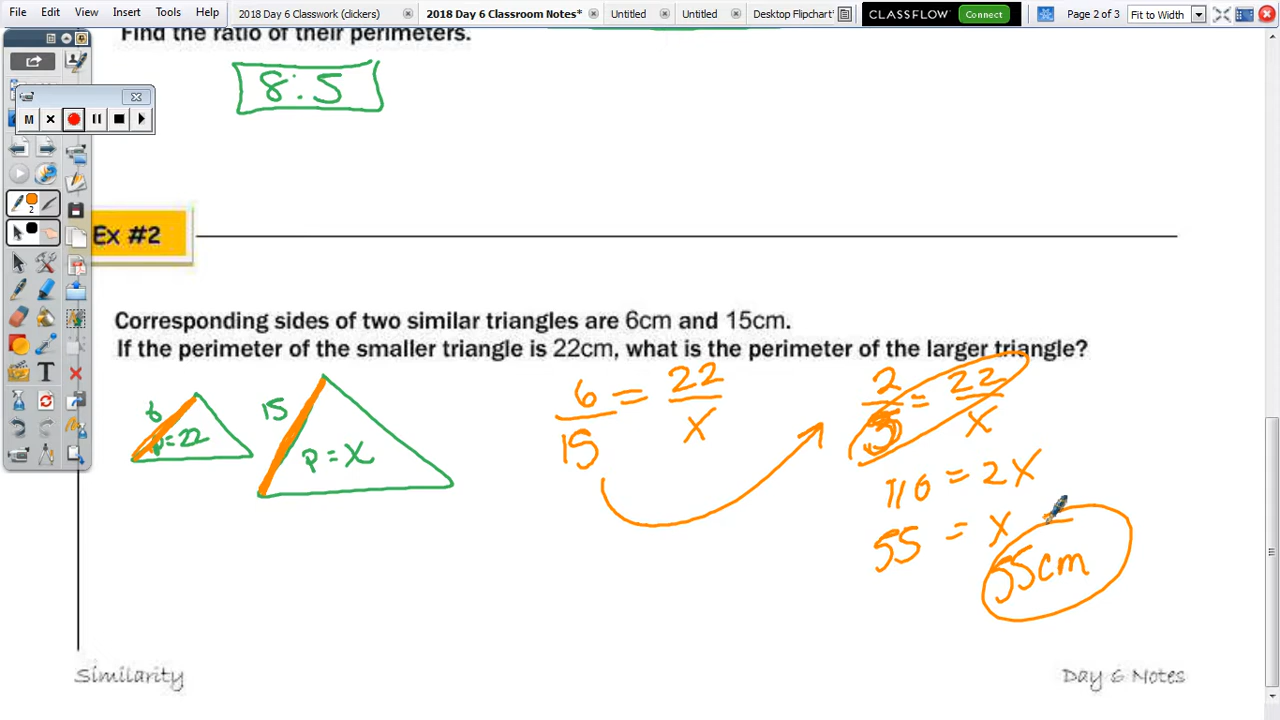 File Edit View Insert Tools Help 2018 Day 6 Classwork (clickers) 2018 Day 6 Classroom Notes* Untitled Untitled Desktop Flipchart* CLASSFLOW Connect Page 2 of 3 Fit to Width
Find the ratio of their perimeters.
8:5
M
2
Ex #2
Corresponding sides of two similar triangles are 6cm and 15cm.
If the perimeter of the smaller triangle is 22cm, what is the perimeter of the larger triangle?
6 p=22
15 p=x
6/15 = 22/x
2/5 = 22/x
110 = 2x
55 = x
55cm
T
Similarity Day 6 Notes